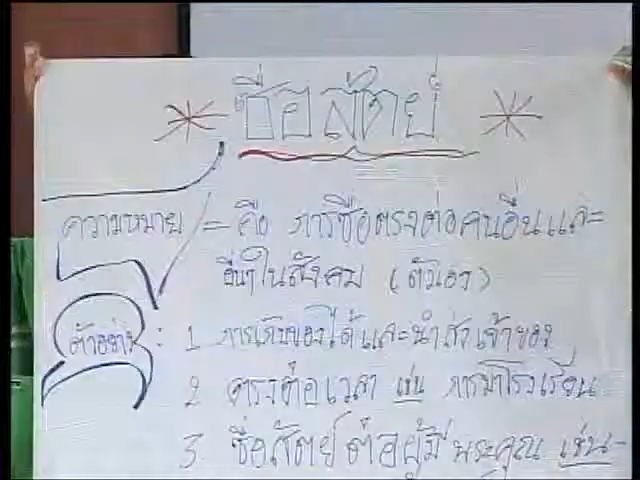 ซื่อสัตย์
ความหมาย = คือ การซื่อตรงต่อคนอื่นและ
อื่นๆในสังคม (ตัวเอง)
ตัวอย่าง : 1 การเก็บของได้และนำส่งเจ้าของ
2 ตรงต่อเวลา เช่น การมาโรงเรียน
3 ซื่อสัตย์ต่อผู้มีพระคุณ เช่น-